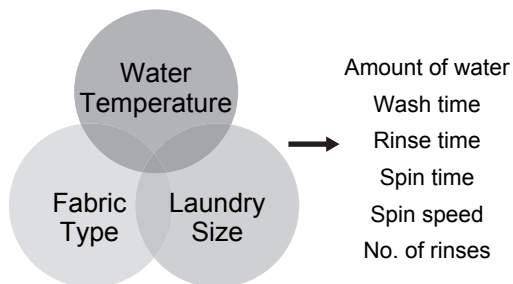 Water
Temperature
Fabric
Type
Laundry
Size
Amount of water
Wash time
Rinse time
Spin time
Spin speed
No. of rinses